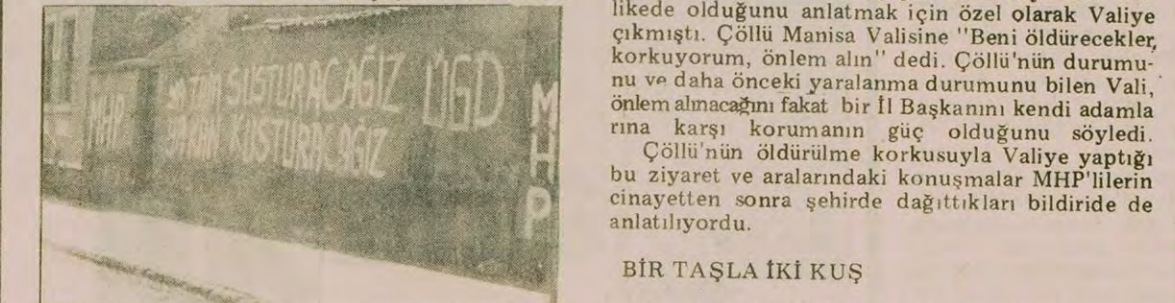 SUSTURACAĞIZ ÜGD
KUSTURACAĞIZ
MHP
MHP
likede olduğunu anlatmak için özel olarak Valiye
çıkmıştı. Çöllü Manisa Valisine "Beni öldürecekler,
korkuyorum, önlem alın" dedi. Çöllü'nün durumu-
nu ve daha önceki yaralanma durumunu bilen Vali,
önlem alınacağını fakat bir İl Başkanını kendi adamla
rına karşı korumanın güç olduğunu söyledi.
Çöllü'nün öldürülme korkusuyla Valiye yaptığı
bu ziyaret ve aralarındaki konuşmalar MHP'lilerin
cinayetten sonra şehirde dağıttıkları bildiride de
anlatılıyordu.
BİR TAŞLA İKİ KUŞ